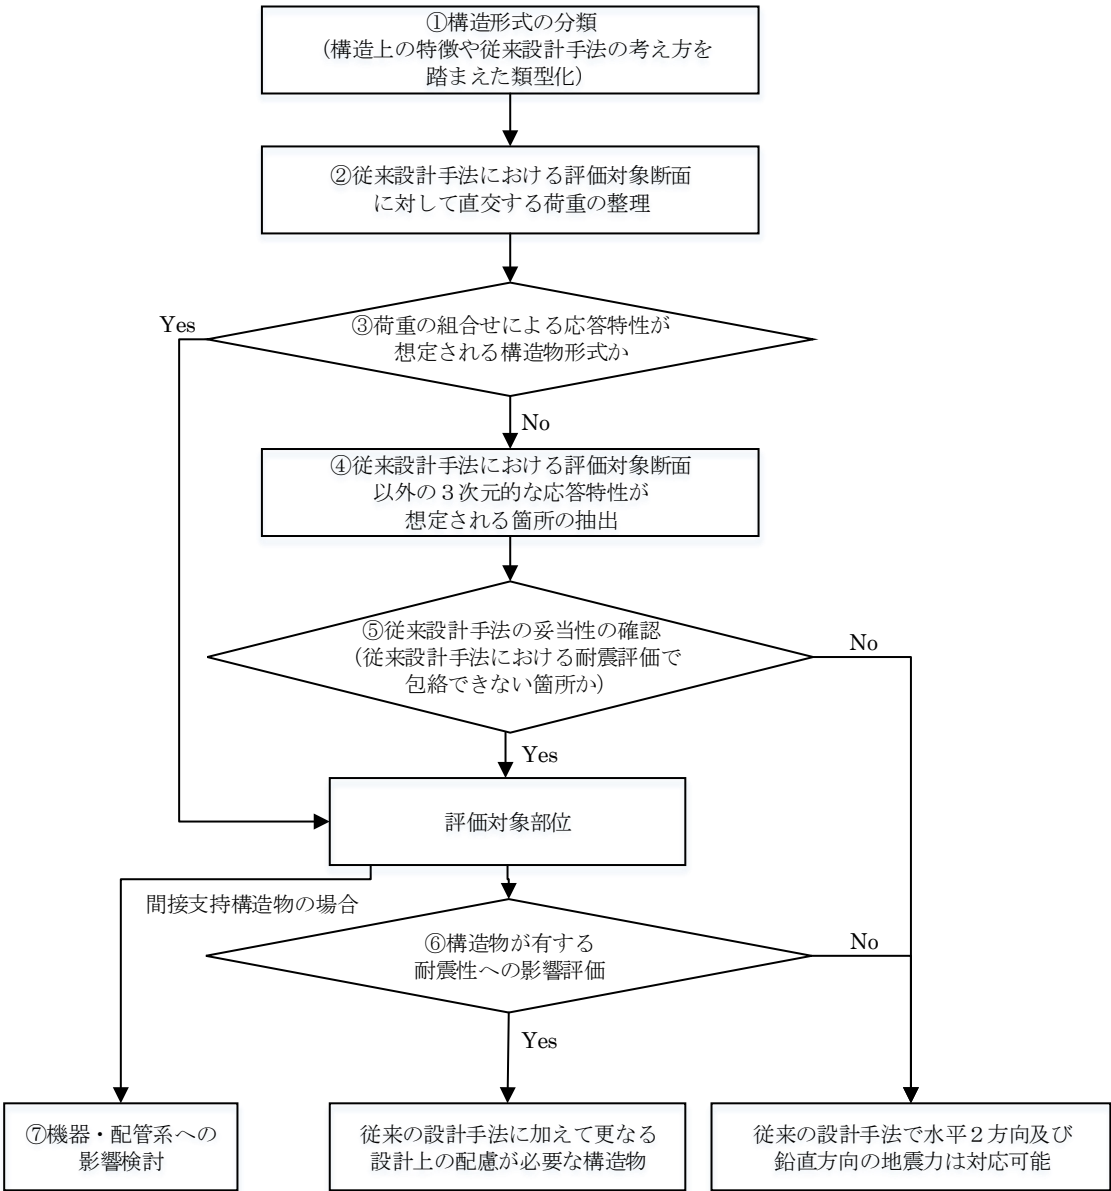 ①構造形式の分類
（構造上の特徴や従来設計手法の考え方を
踏まえた類型化）
②従来設計手法における評価対象断面
に対して直交する荷重の整理
Yes
③荷重の組合せによる応答特性が
想定される構造物形式か
No
④従来設計手法における評価対象断面
以外の３次元的な応答特性が
想定される箇所の抽出
⑤従来設計手法の妥当性の確認
（従来設計手法における耐震評価で
包絡できない箇所か）
No
Yes
評価対象部位
間接支持構造物の場合
⑥構造物が有する
耐震性への影響評価
No
Yes
⑦機器・配管系への
影響検討
従来の設計手法に加えて更なる
設計上の配慮が必要な構造物
従来の設計手法で水平２方向及び
鉛直方向の地震力は対応可能